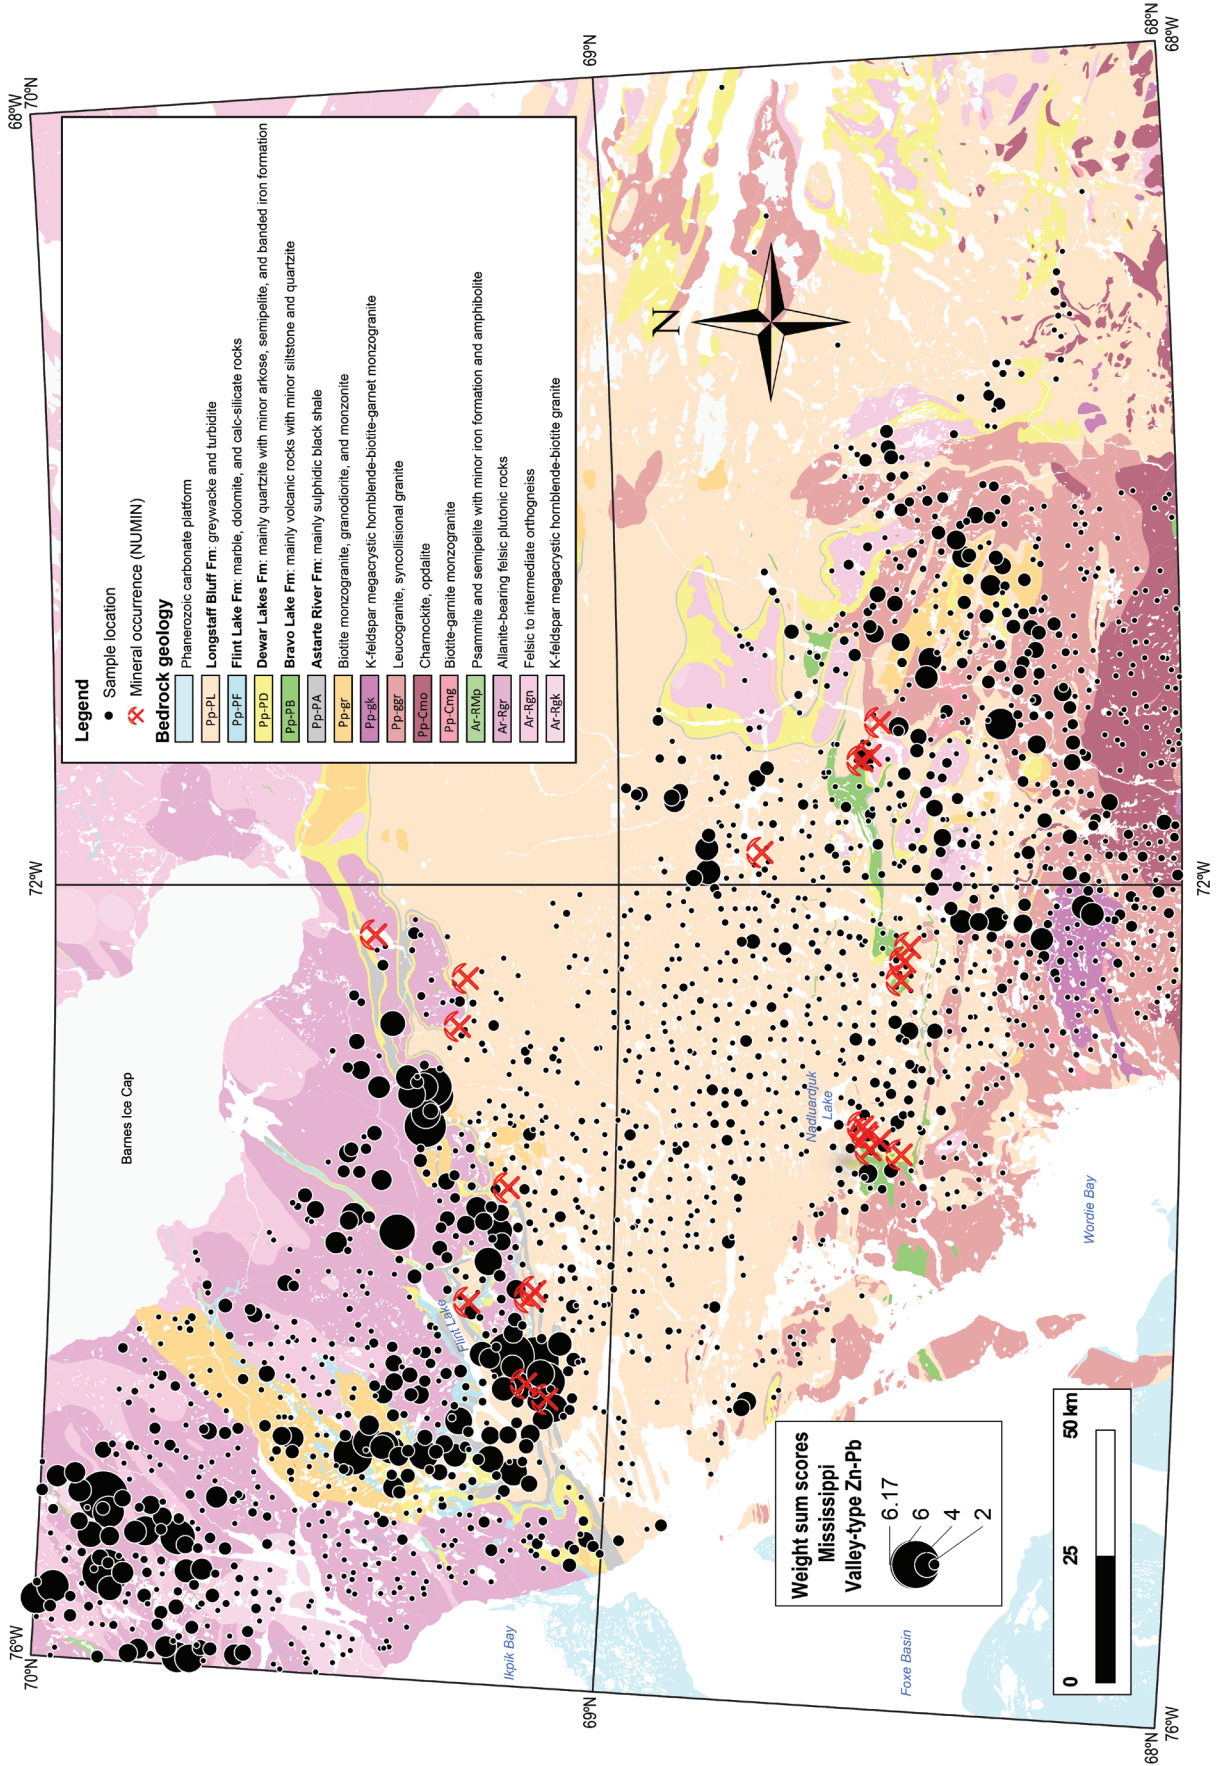 68°W
70°N
69°N
68°N
68°W
Legend
Sample location
Mineral occurrence (NUMIN)
Bedrock geology
Phanerozoic carbonate platform
Pp-PL Longstaff Bluff Fm: greywacke and turbidite
Pp-PF Flint Lake Fm: marble, dolomite, and calc-silicate rocks
Pp-PD Dewar Lakes Fm: mainly quartzite with minor arkose, semipelite, and banded iron formation
Pp-PB Bravo Lake Fm: mainly volcanic rocks with minor siltstone and quartzite
Pp-PA Astarte River Fm: mainly sulphidic black shale
Pp-gr Biotite monzogranite, granodiorite, and monzonite
Pp-gk K-feldspar megacrystic hornblende-biotite-garnet monzogranite
Pp-ggr Leucogranite, syncollisional granite
Pp-Cmo Charnockite, opdalite
Pp-Cmg Biotite-garnite monzogranite
Ar-RMp Psammite and semipelite with minor iron formation and amphibolite
Ar-Rgr Allanite-bearing felsic plutonic rocks
Ar-Rgn Felsic to intermediate orthogneiss
Ar-Rgk K-feldspar megacrystic hornblende-biotite granite
N
72°W
72°W
Barnes Ice Cap
Flint Lake
Nadluardjuk
Lake
Wordie Bay
Ikpik Bay
Foxe Basin
Weight sum scores
Mississippi
Valley-type Zn-Pb
6.17
6
4
2
0
25
50 km
76°W
70°N
69°N
68°N
76°W